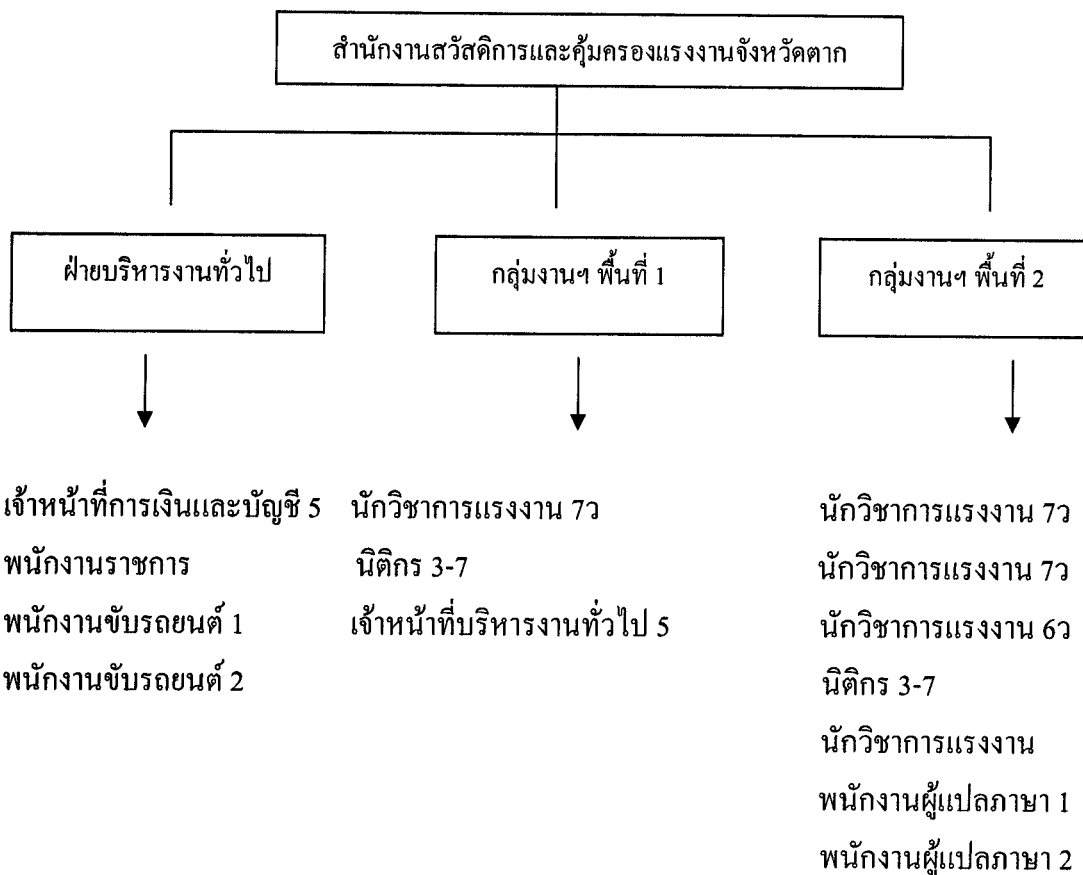 สำนักงานสวัสดิการและคุ้มครองแรงงานจังหวัดตาก
ฝ่ายบริหารงานทั่วไป
กลุ่มงานฯ พื้นที่ 1
กลุ่มงานฯ พื้นที่ 2
เจ้าหน้าที่การเงินและบัญชี 5
พนักงานราชการ
พนักงานขับรถยนต์ 1
พนักงานขับรถยนต์ 2
นักวิชาการแรงงาน 7ว
นิติกร 3-7
เจ้าหน้าที่บริหารงานทั่วไป 5
นักวิชาการแรงงาน 7ว
นักวิชาการแรงงาน 7ว
นักวิชาการแรงงาน 6ว
นิติกร 3-7
นักวิชาการแรงงาน
พนักงานผู้แปลภาษา 1
พนักงานผู้แปลภาษา 2